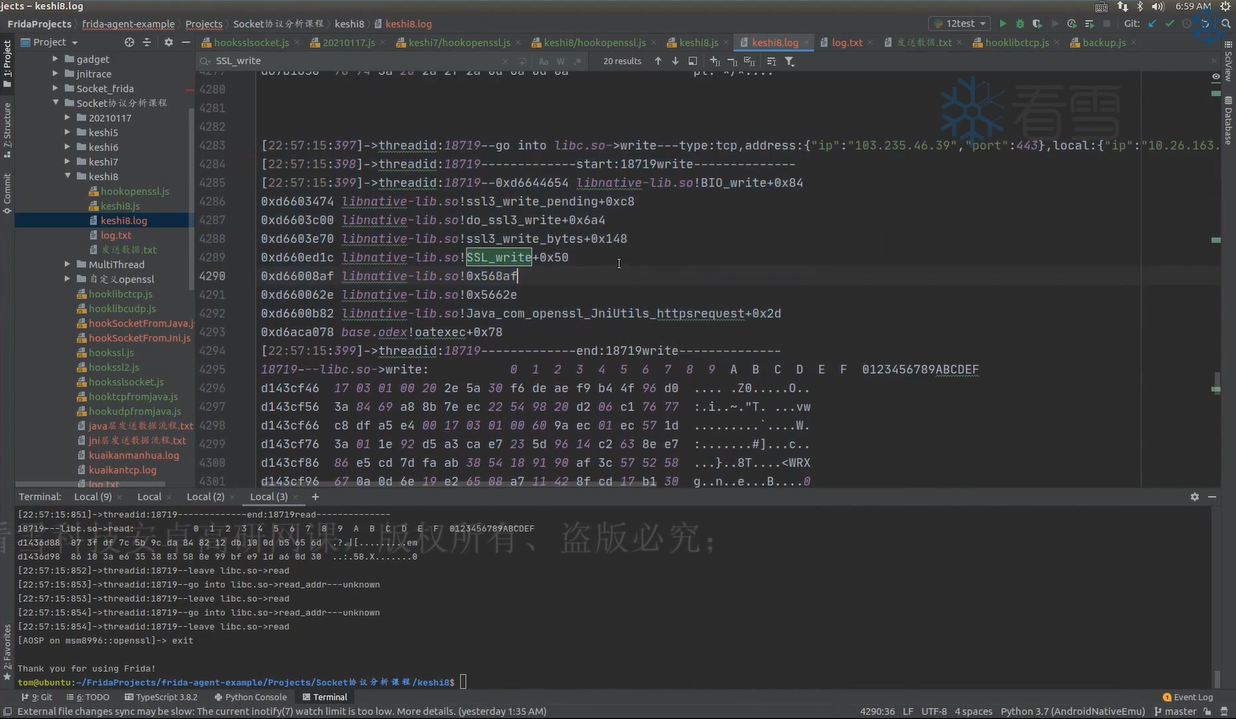 ojects – keshi8.log
6:59 AM
FridaProjects
frida-agent-example
Projects
Socket协议分析课程
keshi8
keshi8.log
12test
Git:
Project
hooksslsocket.js
20210117.js
keshi7/hookopenssl.js
keshi8/hookopenssl.js
keshi8.js
keshi8.log
log.txt
发送数据.txt
hooklibctcp.js
backup.js
1: Project
7: Structure
Commit
2: Favorites
SciView
Database
gadget
jnitrace
Socket_frida
Socket协议分析课程
20210117
keshi5
keshi6
keshi7
keshi8
hookopenssl.js
keshi8.js
keshi8.log
log.txt
发送数据.txt
MultiThread
自定义openssl
hooklibctcp.js
hooklibcudp.js
hookSocketFromJava.j
hookSocketFromJni.js
hookssl.js
hookssl2.js
hooksslsocket.js
hooktcpfromjava.js
hookudpfromjava.js
java层发送数据流程.txt
jni层发送数据流程.txt
kuaikanmanhua.log
kuaikantcp.log
log.txt
SSL_write
20 results
看雪
4280
4281
4282
4283 [22:57:15:397]->threadid:18719--go into libc.so->write---type:tcp,address:{"ip":"103.235.46.39","port":443},local:{"ip":"10.26.163.
4284 [22:57:15:398]->threadid:18719-------------start:18719write--------------
4285 [22:57:15:399]->threadid:18719--0xd6644654 libnative-lib.so!BIO_write+0x84
4286 0xd6603474 libnative-lib.so!ssl3_write_pending+0xc8
4287 0xd6603c00 libnative-lib.so!do_ssl3_write+0x6a4
4288 0xd6603e70 libnative-lib.so!ssl3_write_bytes+0x148
4289 0xd660ed1c libnative-lib.so!SSL_write+0x50
4290 0xd66008af libnative-lib.so!0x568af
4291 0xd660062e libnative-lib.so!0x5662e
4292 0xd6600b82 libnative-lib.so!Java_com_openssl_JniUtils_httpsrequest+0x2d
4293 0xd6aca078 base.odex!oatexec+0x78
4294 [22:57:15:399]->threadid:18719-------------end:18719write-------------
4295 18719---libc.so->write: 0 1 2 3 4 5 6 7 8 9 A B C D E F 0123456789ABCDEF
4296 d143cf46 17 03 01 00 20 2e 5a 30 f6 de ae f9 b4 4f 96 d0 .... .Z0.....O..
4297 d143cf56 3a 84 69 a8 8b 7e ec 22 54 98 20 d2 06 c1 76 77 :.i..~."T. ...vw
4298 d143cf66 c8 df a5 e4 00 17 03 01 00 60 9a ec 01 ec 57 1d .........`....W.
4299 d143cf76 3a 01 1e 92 d5 a3 ca e7 23 5d 96 14 c2 63 8e e7 :.......#]...c..
4300 d143cf86 86 e5 cd 7d fa ab 38 54 18 91 90 af 3c 57 52 58 ...}..8T....<WRX
d143cf96 67 0a 0d 6e 19 e2 65 08 a7 11 42 8f cd 17 b1 30 g..n..e...B....0
Terminal: Local (9) Local Local (2) Local (3)
[22:57:15:851]->threadid:18719-------------end:18719read-------------
18719---libc.so->read: 0 1 2 3 4 5 6 7 8 9 A B C D E F 0123456789ABCDEF
d1436d88 87 3f df 7c 5b 9c da 84 82 12 db 10 0d b5 65 6d .?.|[.........em
d1436d98 86 10 3a e6 35 38 83 58 8e 99 bf e9 1d a6 0d 30 ..:.58.X.......0
[22:57:15:852]->threadid:18719--leave libc.so->read
[22:57:15:853]->threadid:18719--go into libc.so->read_addr---unknown
[22:57:15:853]->threadid:18719--leave libc.so->read
[22:57:15:854]->threadid:18719--go into libc.so->read_addr---unknown
[22:57:15:854]->threadid:18719--leave libc.so->read
[AOSP on msm8996::openssl]-> exit
Thank you for using Frida!
tom@ubuntu:~/FridaProjects/frida-agent-example/Projects/Socket协议分析课程/keshi8$
看雪科技安卓高研网课，版权所有、盗版必究；
9: Git
6: TODO
TypeScript 3.8.2
Python Console
Terminal
1 Event Log
External file changes sync may be slow: The current inotify(7) watch limit is too low. More details. (yesterday 1:35 AM)
4290:36 LF UTF-8 4 spaces Python 3.7 (AndroidNativeEmu) master